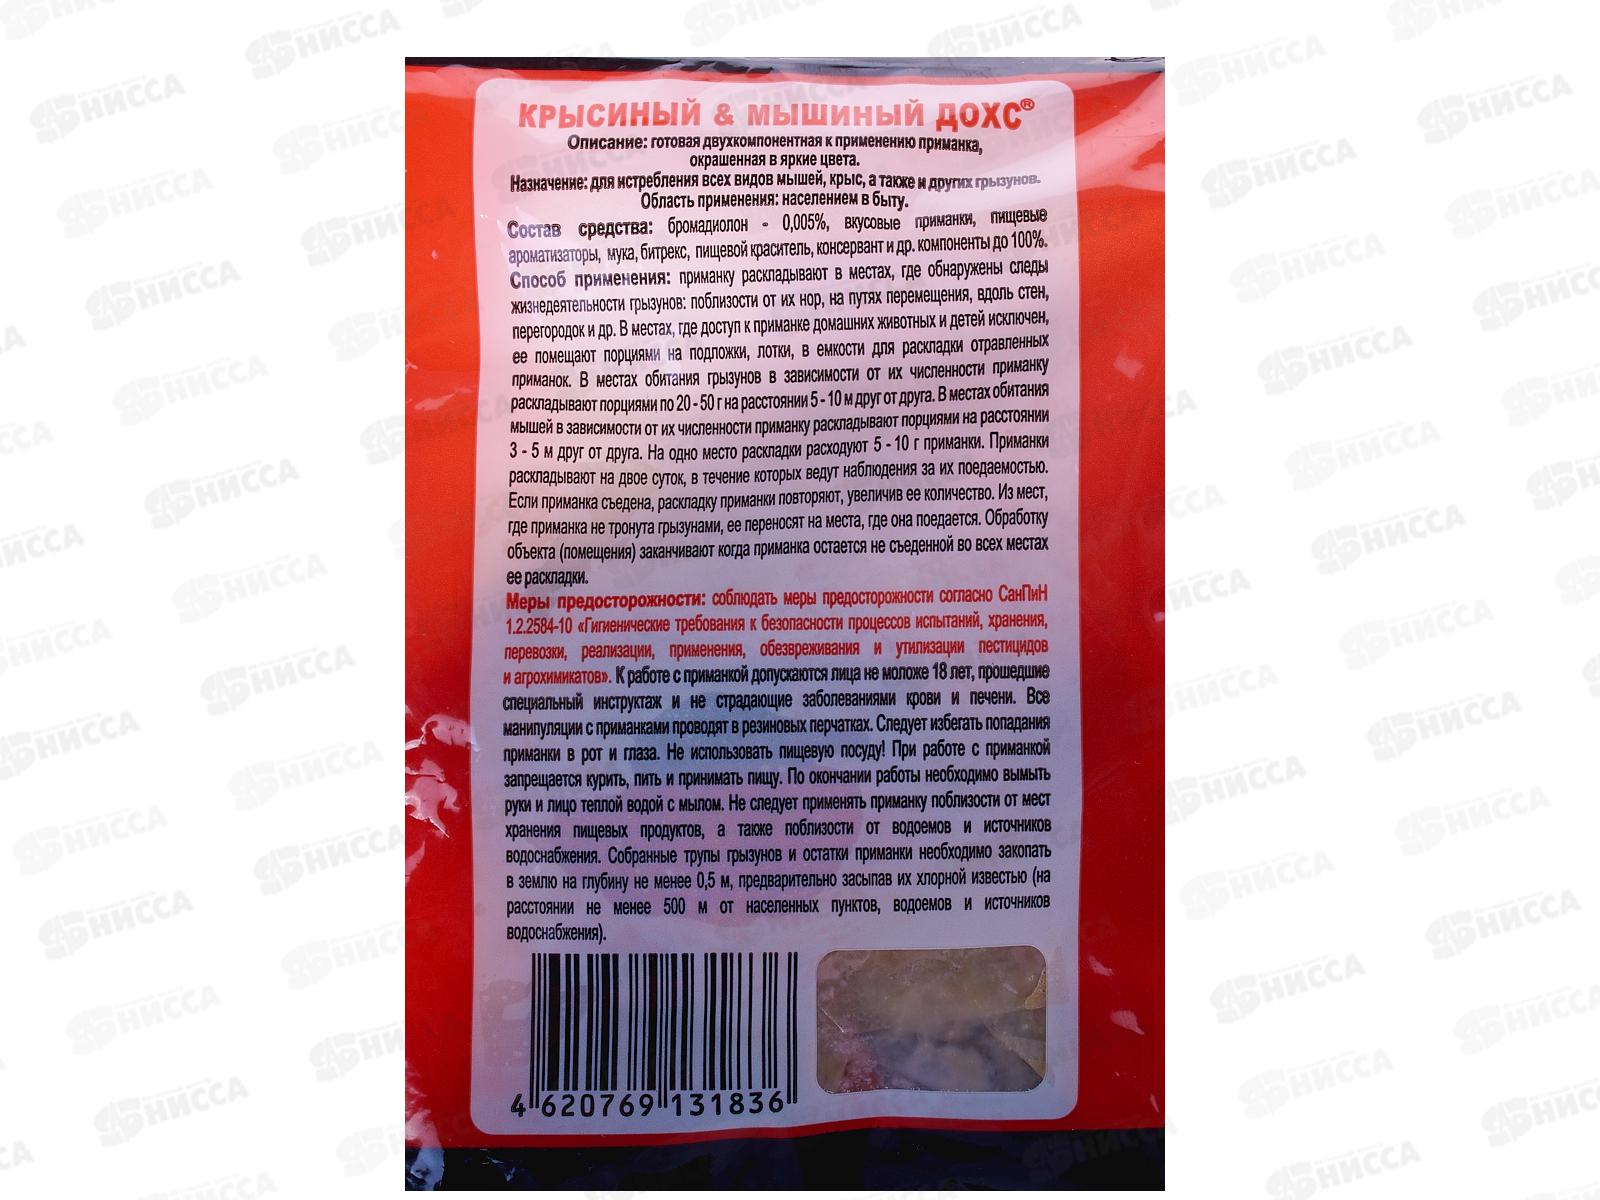 КРЫСИНЫЙ & МЫШИНЫЙ ДОХС®
Описание: готовая двухкомпонентная к применению приманка,
окрашенная в яркие цвета.
Назначение: для истребления всех видов мышей, крыс, а также и других грызунов.
Область применения: населением в быту.
Состав средства: бромадиолон - 0,005%, вкусовые приманки, пищевые
ароматизаторы, мука, битрекс, пищевой краситель, консервант и др. компоненты до 100%.
Способ применения: приманку раскладывают в местах, где обнаружены следы
жизнедеятельности грызунов: поблизости от их нор, на путях перемещения, вдоль стен,
перегородок и др. В местах, где доступ к приманке домашних животных и детей исключен,
ее помещают порциями на подложки, лотки, в емкости для раскладки отравленных
приманок. В местах обитания грызунов в зависимости от их численности приманку
раскладывают порциями по 20 - 50 г на расстоянии 5 - 10 м друг от друга. В местах обитания
мышей в зависимости от их численности приманку раскладывают порциями на расстоянии
3 - 5 м друг от друга. На одно место раскладки расходуют 5 - 10 г приманки. Приманки
раскладывают на двое суток, в течение которых ведут наблюдения за их поедаемостью.
Если приманка съедена, раскладку приманки повторяют, увеличив ее количество. Из мест,
где приманка не тронута грызунами, ее переносят на места, где она поедается. Обработку
объекта (помещения) заканчивают когда приманка остается не съеденной во всех местах
ее раскладки.
Меры предосторожности: соблюдать меры предосторожности согласно СанПиН
1.2.2584-10 «Гигиенические требования к безопасности процессов испытаний, хранения,
перевозки, реализации, применения, обезвреживания и утилизации пестицидов
и агрохимикатов». К работе с приманкой допускаются лица не моложе 18 лет, прошедшие
специальный инструктаж и не страдающие заболеваниями крови и печени. Все
манипуляции с приманками проводят в резиновых перчатках. Следует избегать попадания
приманки в рот и глаза. Не использовать пищевую посуду! При работе с приманкой
запрещается курить, пить и принимать пищу. По окончании работы необходимо вымыть
руки и лицо теплой водой с мылом. Не следует применять приманку поблизости от мест
хранения пищевых продуктов, а также поблизости от водоемов и источников
водоснабжения. Собранные трупы грызунов и остатки приманки необходимо закопать
в землю на глубину не менее 0,5 м, предварительно засыпав их хлорной известью (на
расстоянии не менее 500 м от населенных пунктов, водоемов и источников
водоснабжения).
4 620769 131836